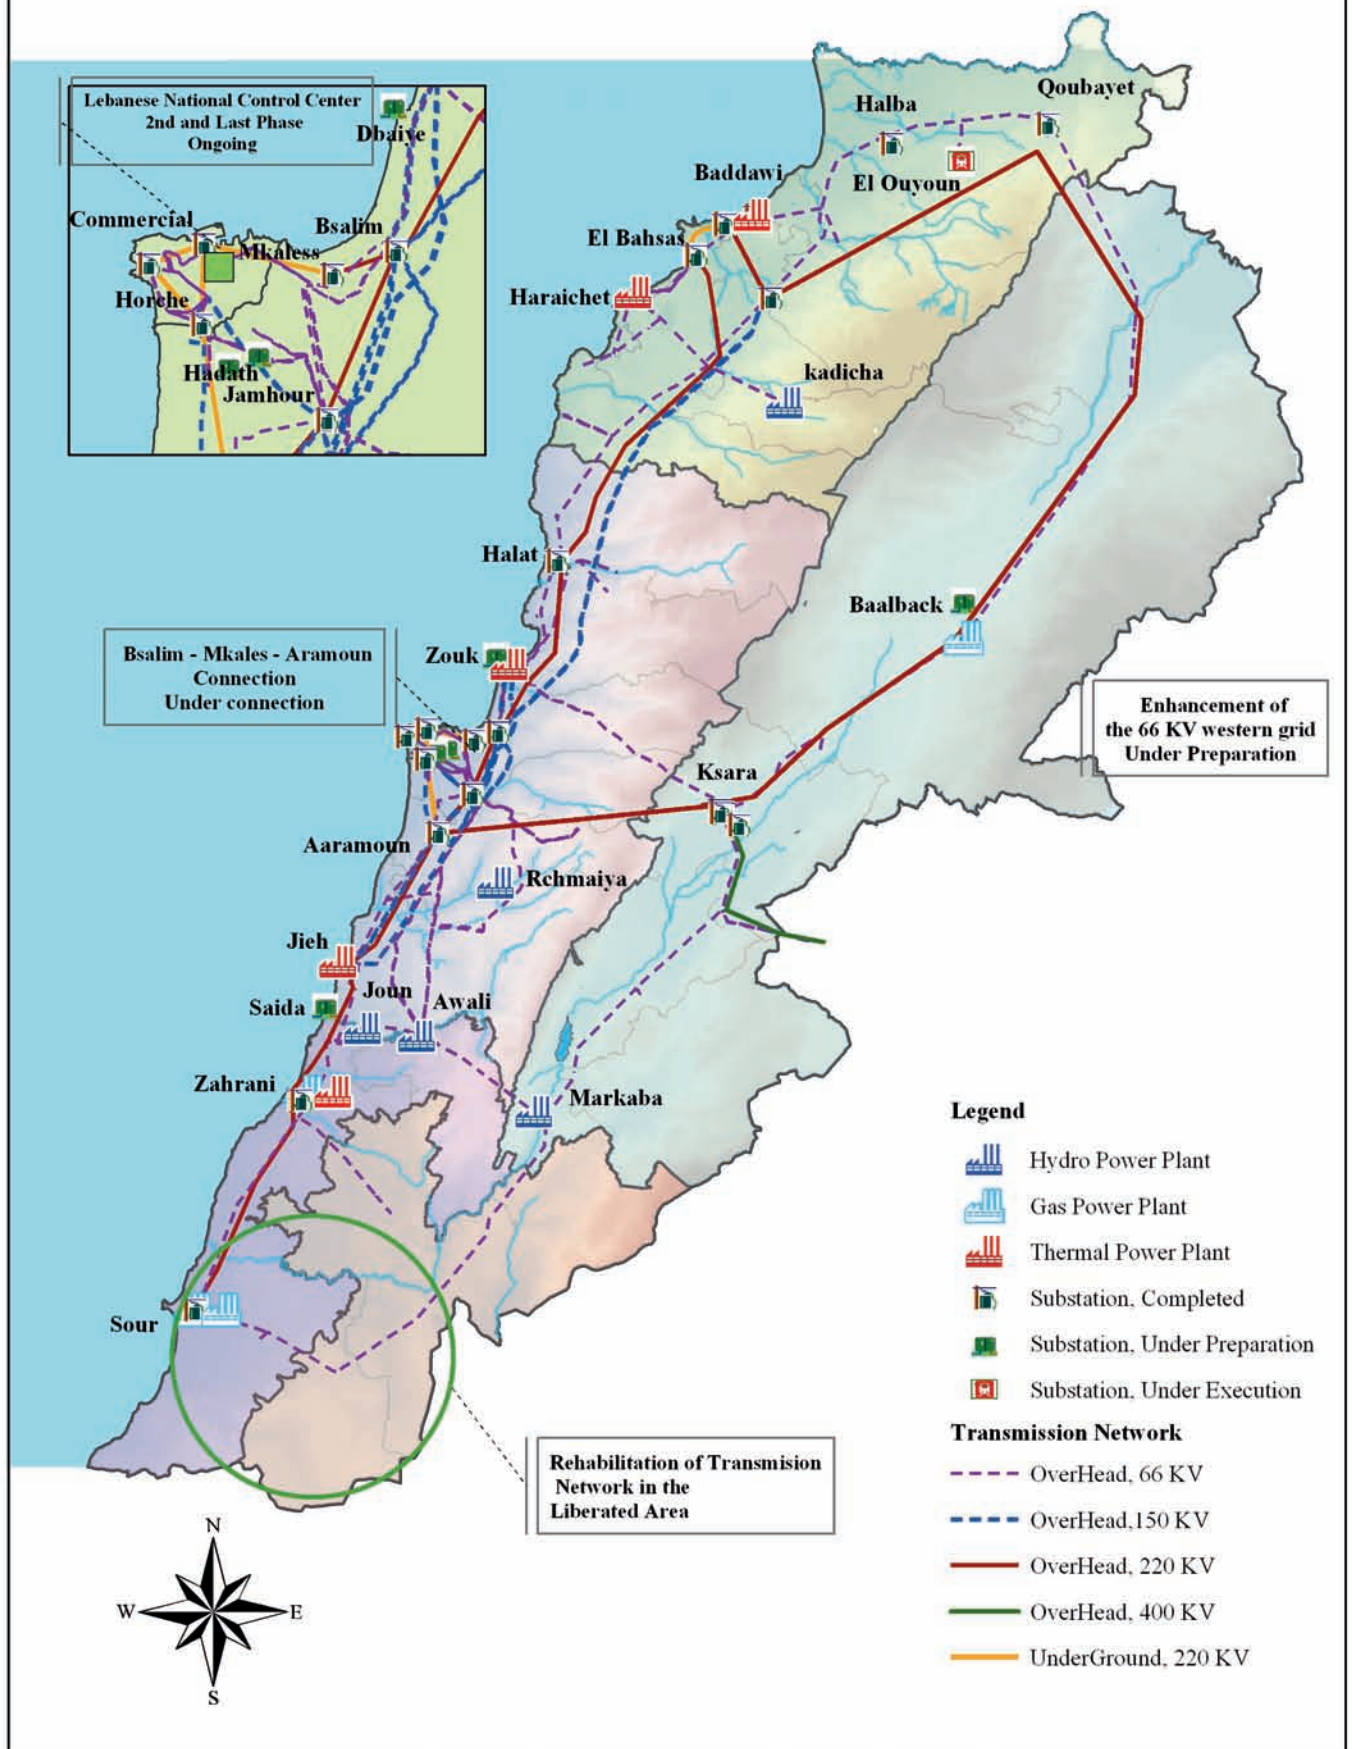 Lebanese National Control Center
2nd and Last Phase
Ongoing
Dbaiye
Commercial
Bsalim
Mkaless
Horche
Hadath
Jamhour
Qoubayet
Halba
El Ouyoun
Baddawi
El Bahsas
Haraichet
kadicha
Halat
Baalback
Bsalim - Mkales - Aramoun
Connection
Under connection
Zouk
Enhancement of
the 66 KV western grid
Under Preparation
Ksara
Aaramoun
Rchmaiya
Jieh
Joun
Awali
Saida
Zahrani
Markaba
Sour
Rehabilitation of Transmision
Network in the
Liberated Area
Legend
Hydro Power Plant
Gas Power Plant
Thermal Power Plant
Substation, Completed
Substation, Under Preparation
Substation, Under Execution
Transmission Network
OverHead, 66 KV
OverHead,150 KV
OverHead, 220 KV
OverHead, 400 KV
UnderGround, 220 KV
N
W
E
S